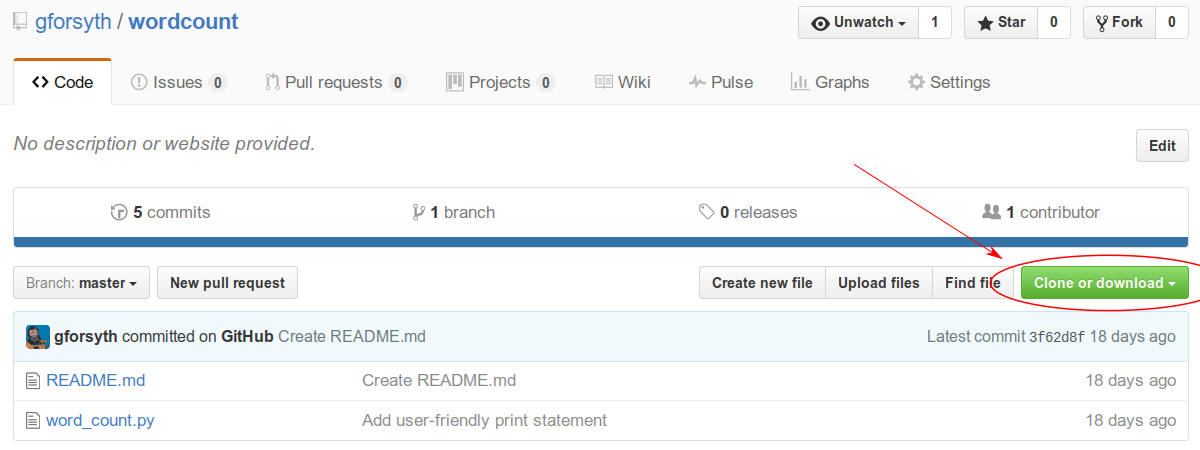 gforsyth / wordcount Unwatch 1 Star 0 Fork 0
Code Issues 0 Pull requests 0 Projects 0 Wiki Pulse Graphs Settings
No description or website provided. Edit
5 commits 1 branch 0 releases 1 contributor
Branch: master New pull request Create new file Upload files Find file Clone or download
gforsyth committed on GitHub Create README.md Latest commit 3f62d8f 18 days ago
README.md Create README.md 18 days ago
word_count.py Add user-friendly print statement 18 days ago